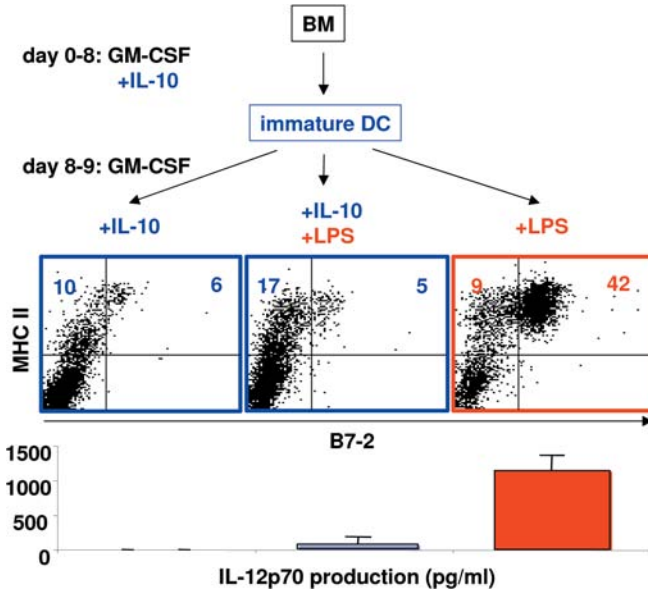 BM
day 0-8: GM-CSF
+IL-10
immature DC
day 8-9: GM-CSF
+IL-10
+IL-10
+LPS
+LPS
10
6
17
5
9
42
MHC II
B7-2
1500
1000
500
0
IL-12p70 production (pg/ml)